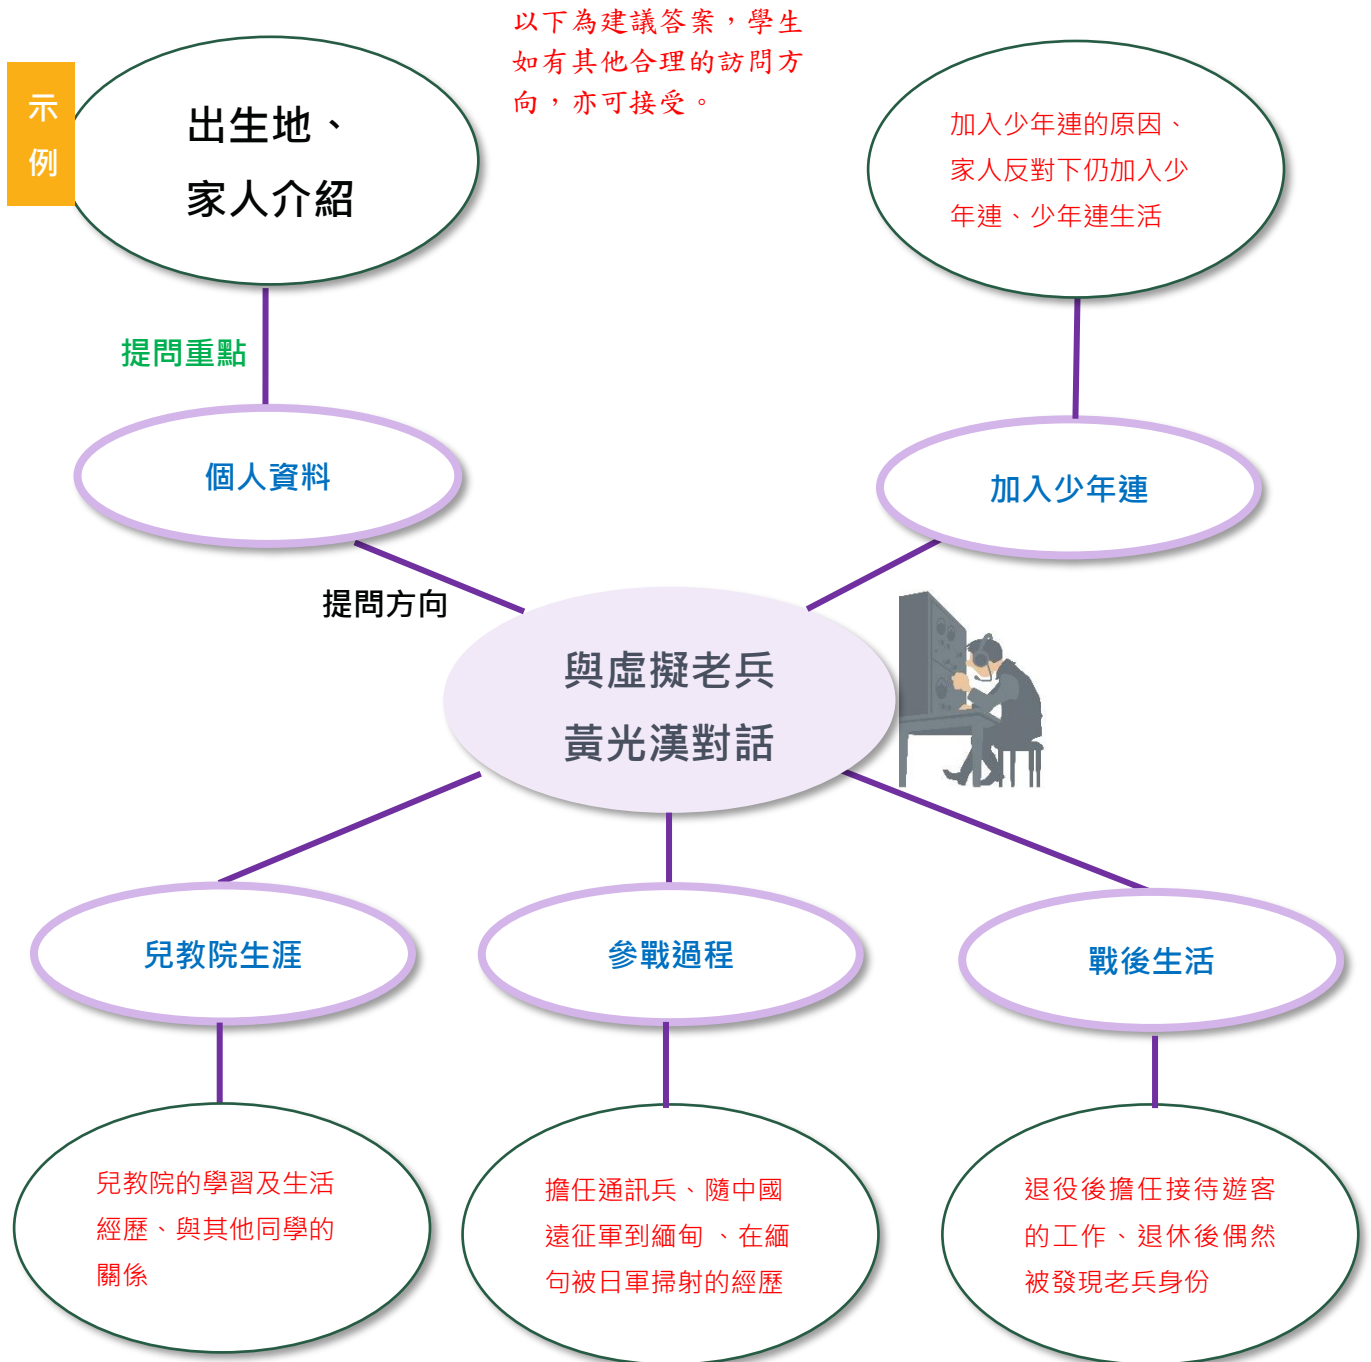 以下為建議答案，學生
如有其他合理的訪問方
向，亦可接受。
示
例
出生地、
家人介紹
加入少年連的原因、
家人反對下仍加入少
年連、少年連生活
提問重點
個人資料
加入少年連
提問方向
與虛擬老兵
黃光漢對話
兒教院生涯
參戰過程
戰後生活
兒教院的學習及生活
經歷、與其他同學的
關係
擔任通訊兵、隨中國
遠征軍到緬甸、在緬
甸被日軍掃射的經歷
退役後擔任接待遊客
的工作、退休後偶然
被發現老兵身份